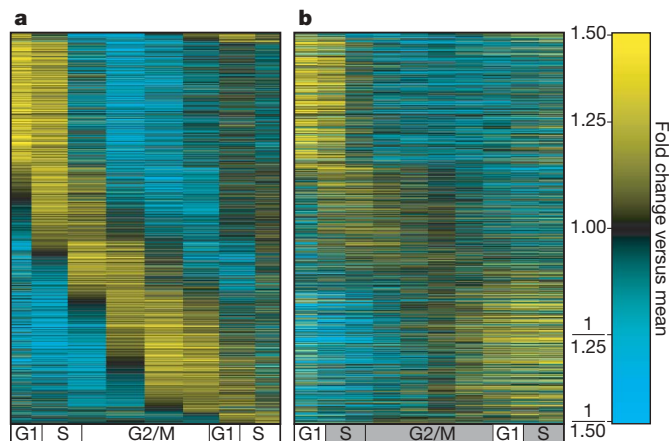 a
b
G1 S G2/M G1 S
G1 S G2/M G1 S
1.50
1.25
1.00
1
1.25
1
1.50
Fold change versus mean